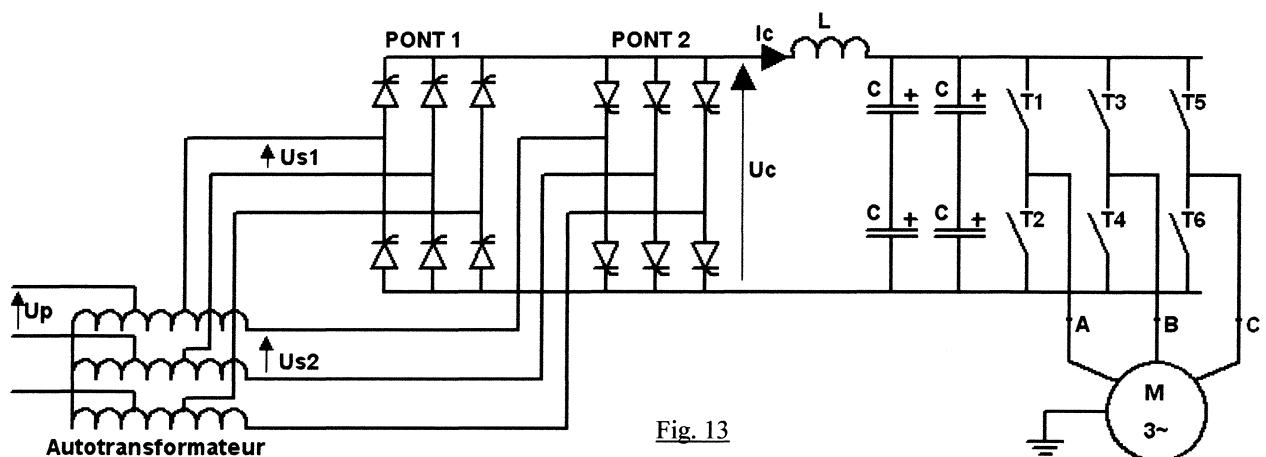 PONT 1
PONT 2
Ic
L
C + C + T1 T3 T5
Us1
Uc
C + C + T2 T4 T6
Up
Us2
A B C
M
3~
Autotransformateur
Fig. 13